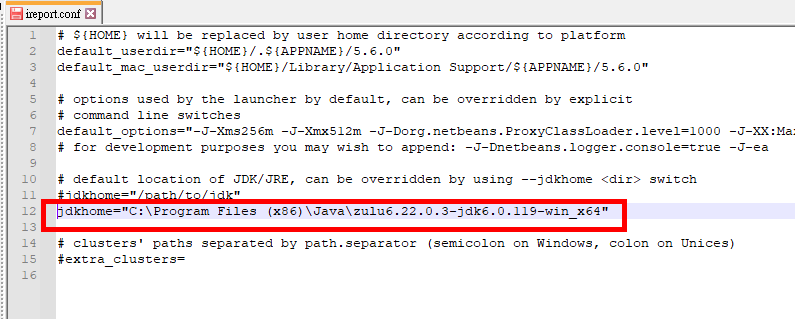 ireport.conf
1 # ${HOME} will be replaced by user home directory according to platform
2 default_userdir="${HOME}/.${APPNAME}/5.6.0"
3 default_mac_userdir="${HOME}/Library/Application Support/${APPNAME}/5.6.0"
4
5 # options used by the launcher by default, can be overridden by explicit
6 # command line switches
7 default_options="-J-Xms256m -J-Xmx512m -J-Dorg.netbeans.ProxyClassLoader.level=1000 -J-XX:Ma
8 # for development purposes you may wish to append: -J-Dnetbeans.logger.console=true -J-ea
9
10 # default location of JDK/JRE, can be overridden by using --jdkhome <dir> switch
11 #jdkhome="/path/to/jdk"
12 jdkhome="C:\Program Files (x86)\Java\zulu6.22.0.3-jdk6.0.119-win_x64"
13
14 # clusters' paths separated by path.separator (semicolon on Windows, colon on Unices)
15 #extra_clusters=
16